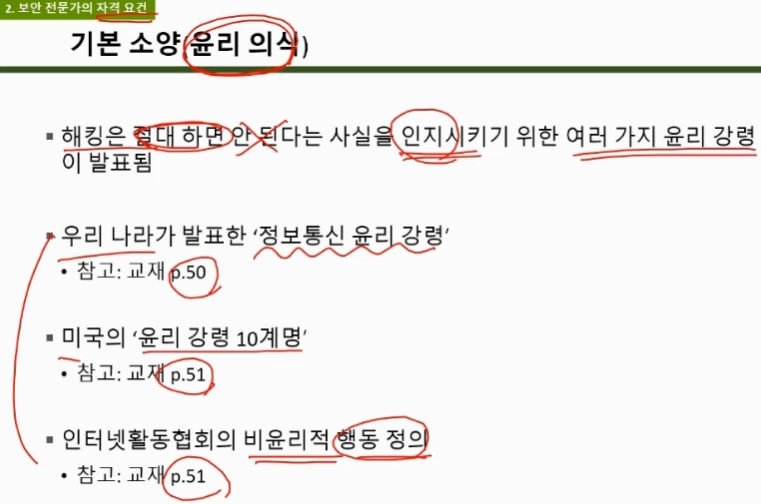 2. 보안 전문가의 자격 요건
기본 소양(윤리 의식)
▪ 해킹은 절대 하면 안 된다는 사실을 인지시키기 위한 여러 가지 윤리 강령
이 발표됨
▪ 우리 나라가 발표한 ‘정보통신 윤리 강령’
• 참고: 교재 p.50
▪ 미국의 ‘윤리 강령 10계명’
• 참고: 교재 p.51
▪ 인터넷활동협회의 비윤리적 행동 정의
• 참고: 교재 p.51